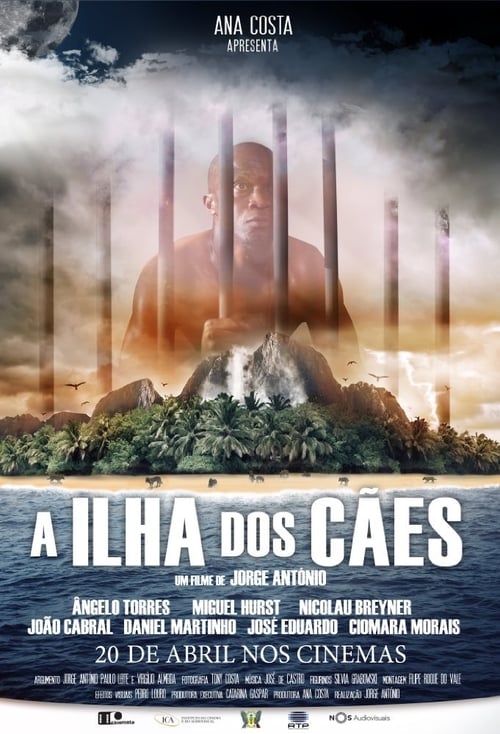 ANA COSTA
APRESENTA
A ILHA DOS CÃES
UM FILME DE JORGE ANTÓNIO
ÂNGELO TORRES MIGUEL HURST NICOLAU BREYNER
JOÃO CABRAL DANIEL MARTINHO JOSÉ EDUARDO CIOMARA MORAIS
20 DE ABRIL NOS CINEMAS
ARGUMENTO JORGE ANTÓNIO PAULO LEITE E VIRGÍLIO ALMEIDA FOTOGRAFIA TONY COSTA MÚSICA JOSÉ DE CASTRO FIGURINOS SILVIA GRABOWSKI MONTAGEM FILIPE ROQUE DO VALE
EFEITOS VISUAIS PEDRO LOURO PRODUTORA EXECUTIVA CATARINA GASPAR PRODUTORA ANA COSTA REALIZAÇÃO JORGE ANTÓNIO
ICA
RTP
NOS Audiovisuais